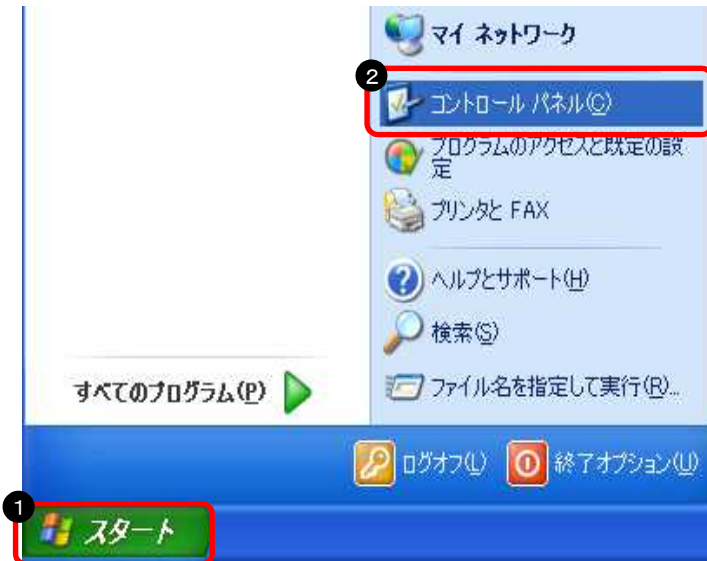 マイ ネットワーク
2
コントロール パネル(C)
プログラムのアクセスと既定の設
定
プリンタと FAX
ヘルプとサポート(H)
検索(S)
すべてのプログラム(P)
ファイル名を指定して実行(R)...
ログオフ(L)
終了オプション(U)
1
スタート